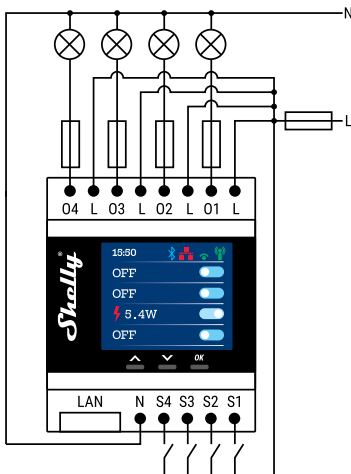 N
L
O4 L O3 L O2 L O1 L
Shelly®
15:50
OFF
OFF
5.4W
OFF
OK
LAN N S4 S3 S2 S1